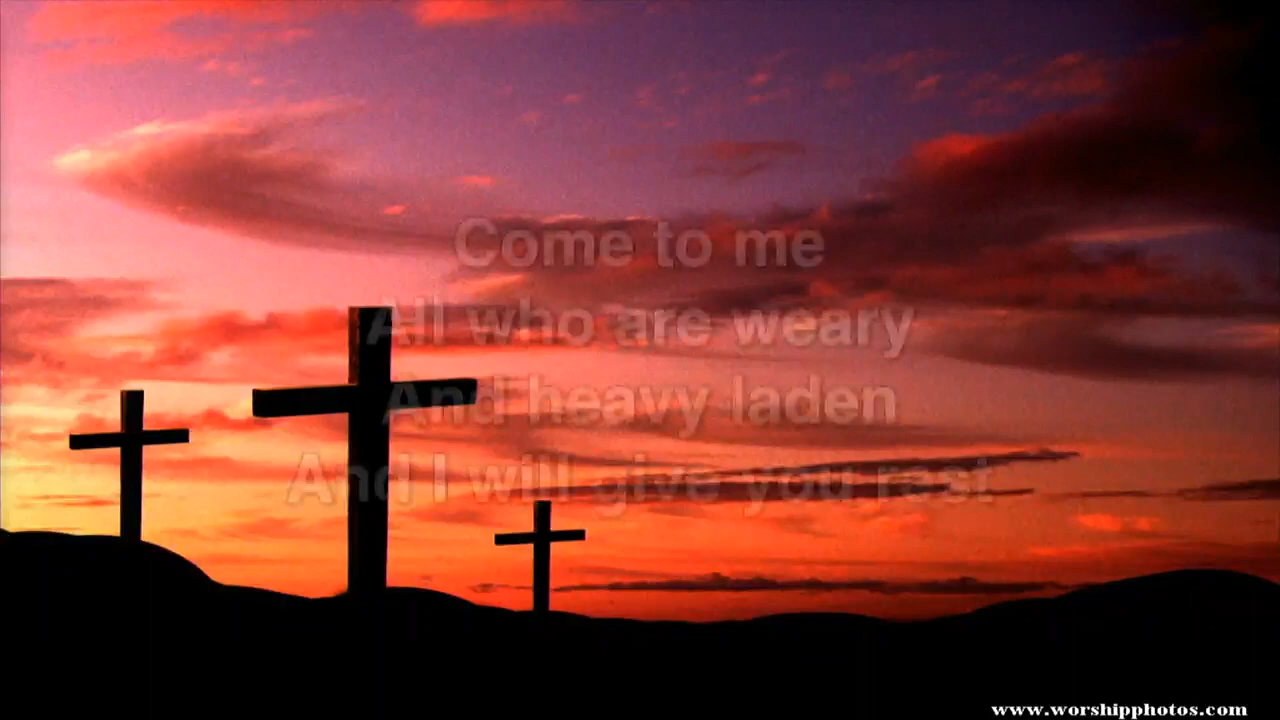 Come to me
All who are weary
And heavy laden
And I will give you rest
www.worshipphotos.com